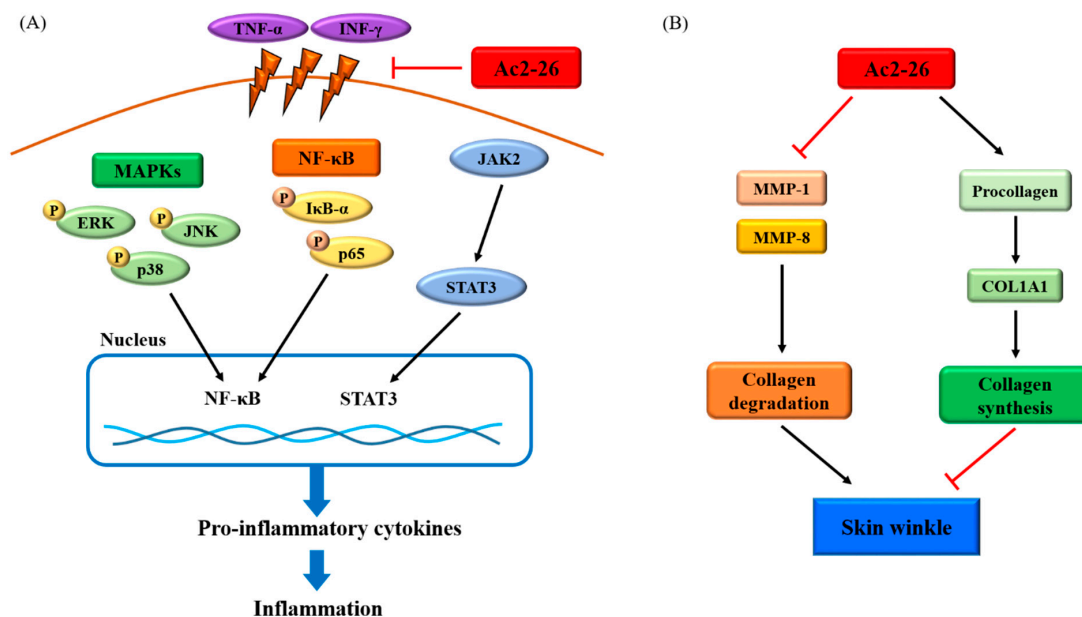 (A)
TNF-α
INF-γ
Ac2-26
MAPKs
NF-κB
JAK2
P
ERK
P
JNK
P
p38
P
IκB-α
P
p65
STAT3
Nucleus
NF-κB
STAT3
Pro-inflammatory cytokines
Inflammation
(B)
Ac2-26
MMP-1
Procollagen
MMP-8
COL1A1
Collagen
degradation
Collagen
synthesis
Skin winkle